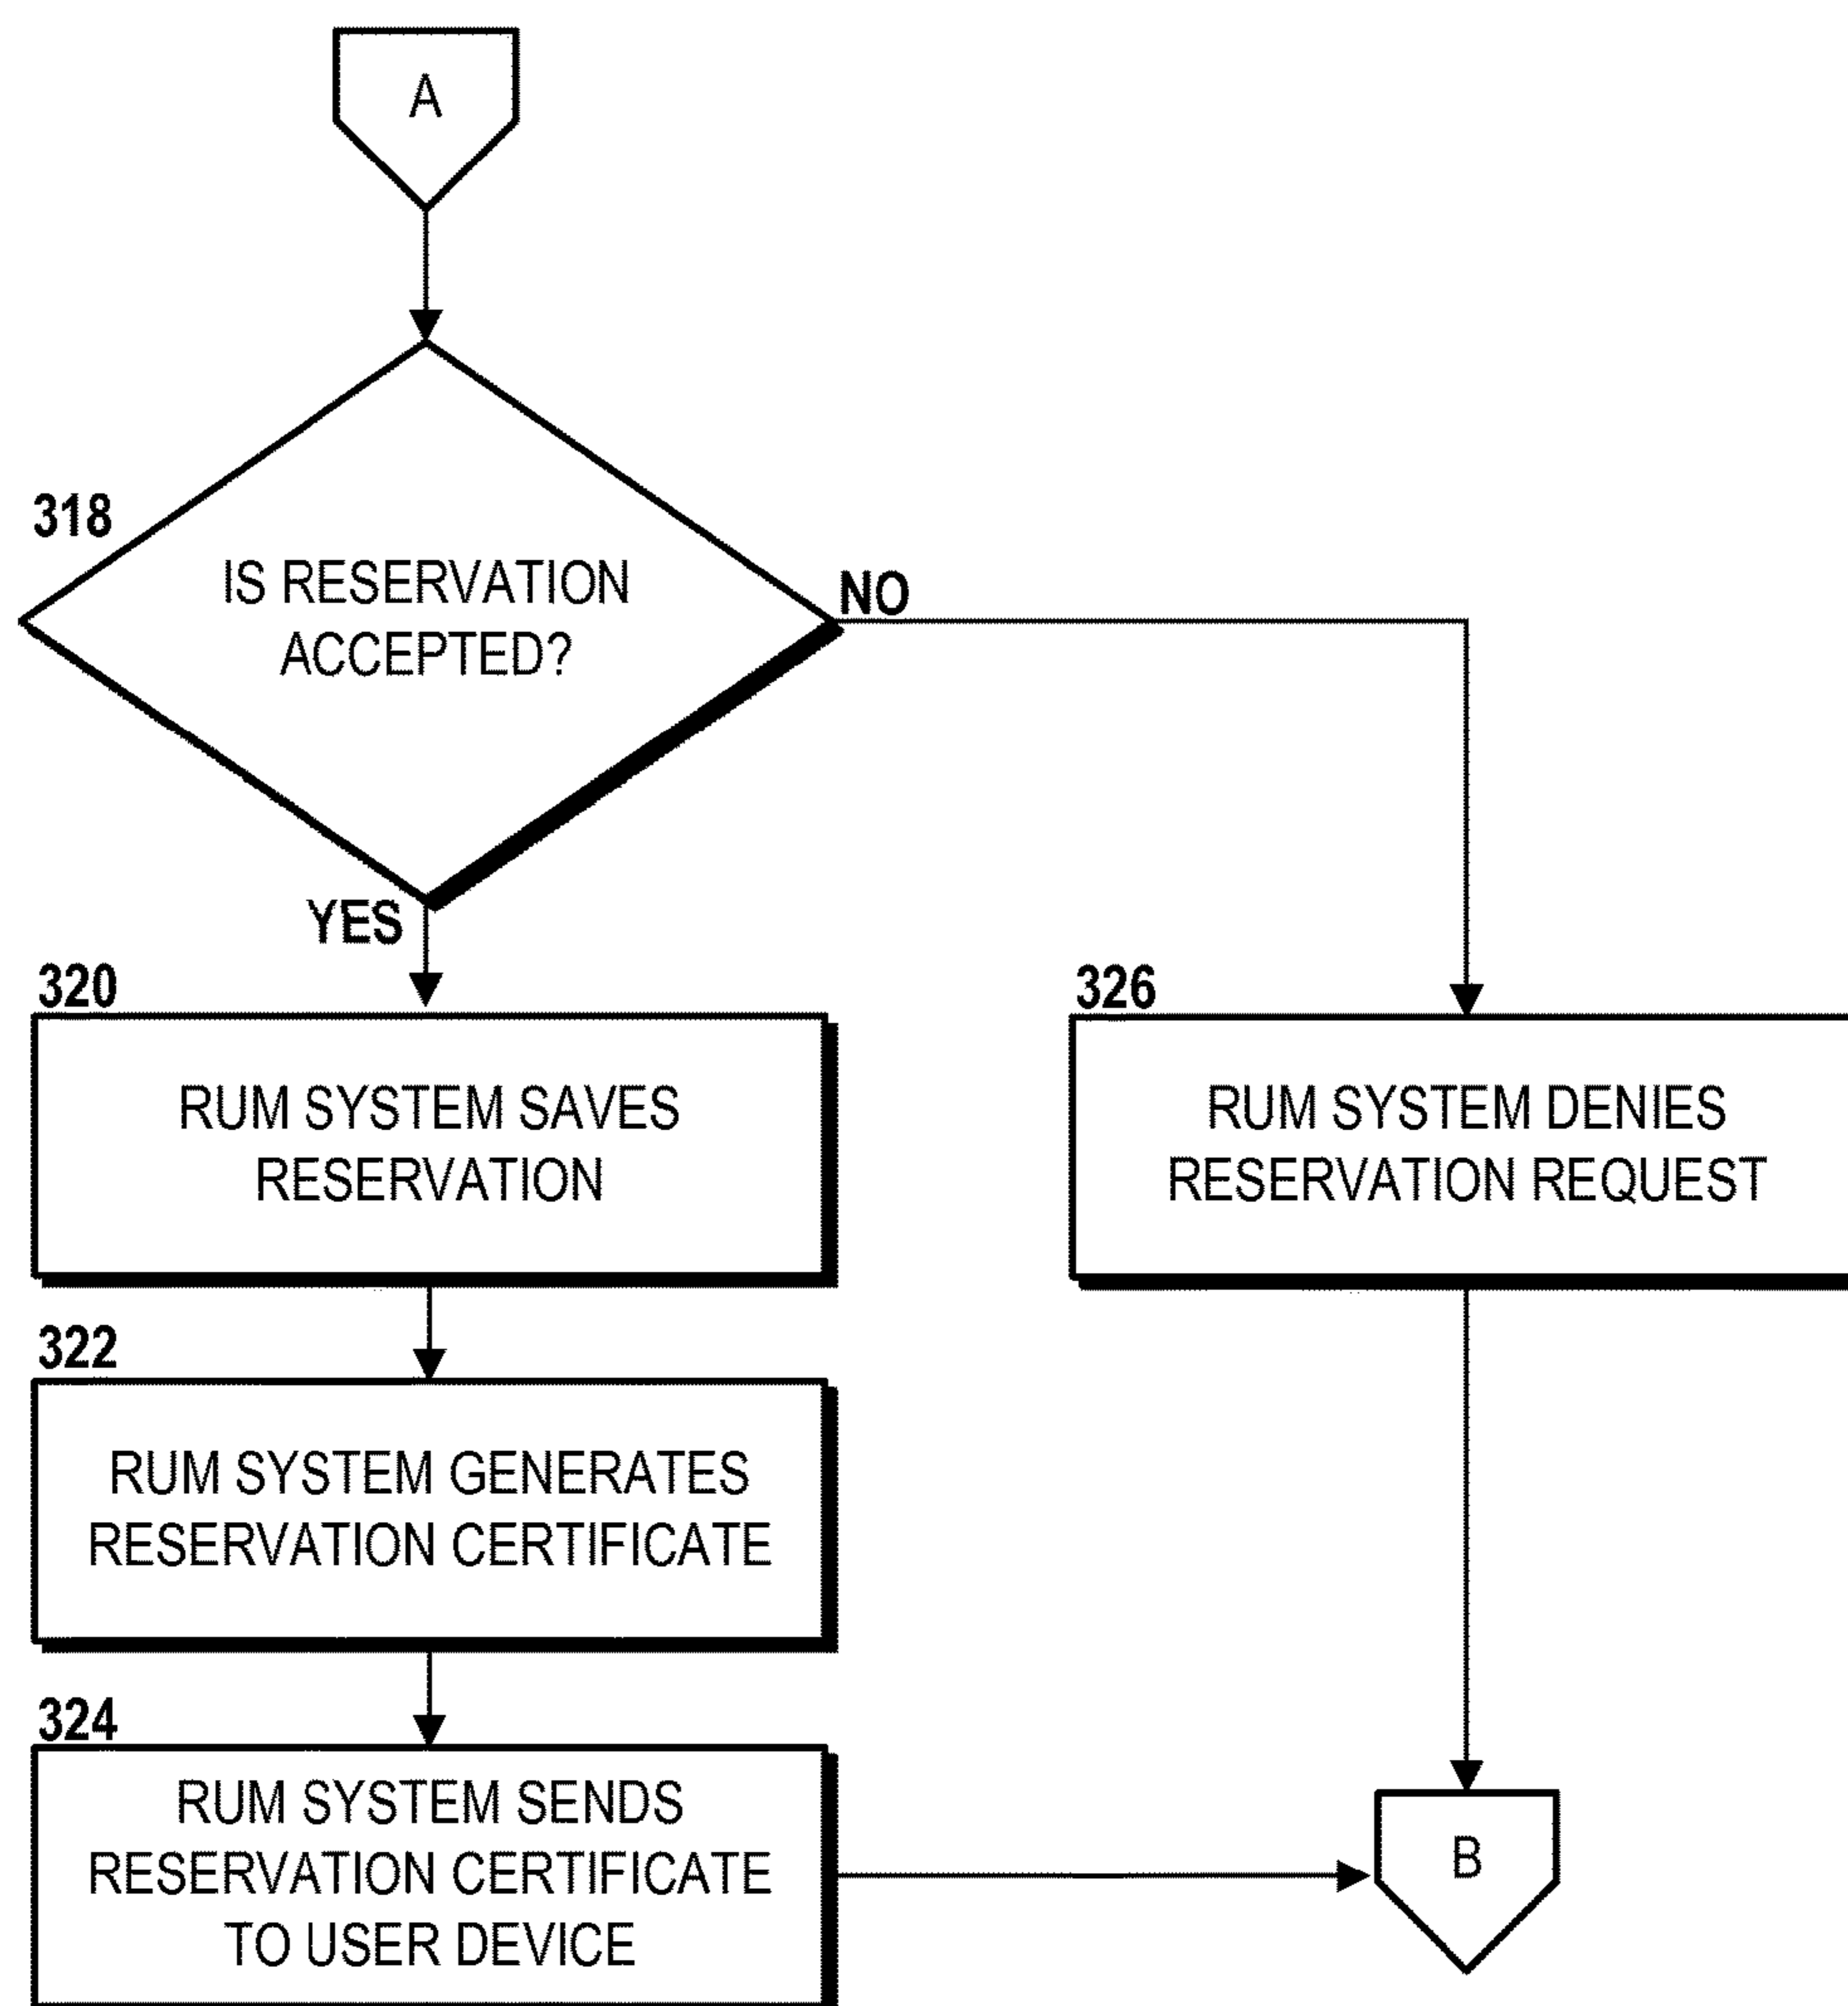 A
318
IS RESERVATION
ACCEPTED?
NO
YES
320
RUM SYSTEM SAVES
RESERVATION
326
RUM SYSTEM DENIES
RESERVATION REQUEST
322
RUM SYSTEM GENERATES
RESERVATION CERTIFICATE
324
RUM SYSTEM SENDS
RESERVATION CERTIFICATE
TO USER DEVICE
B